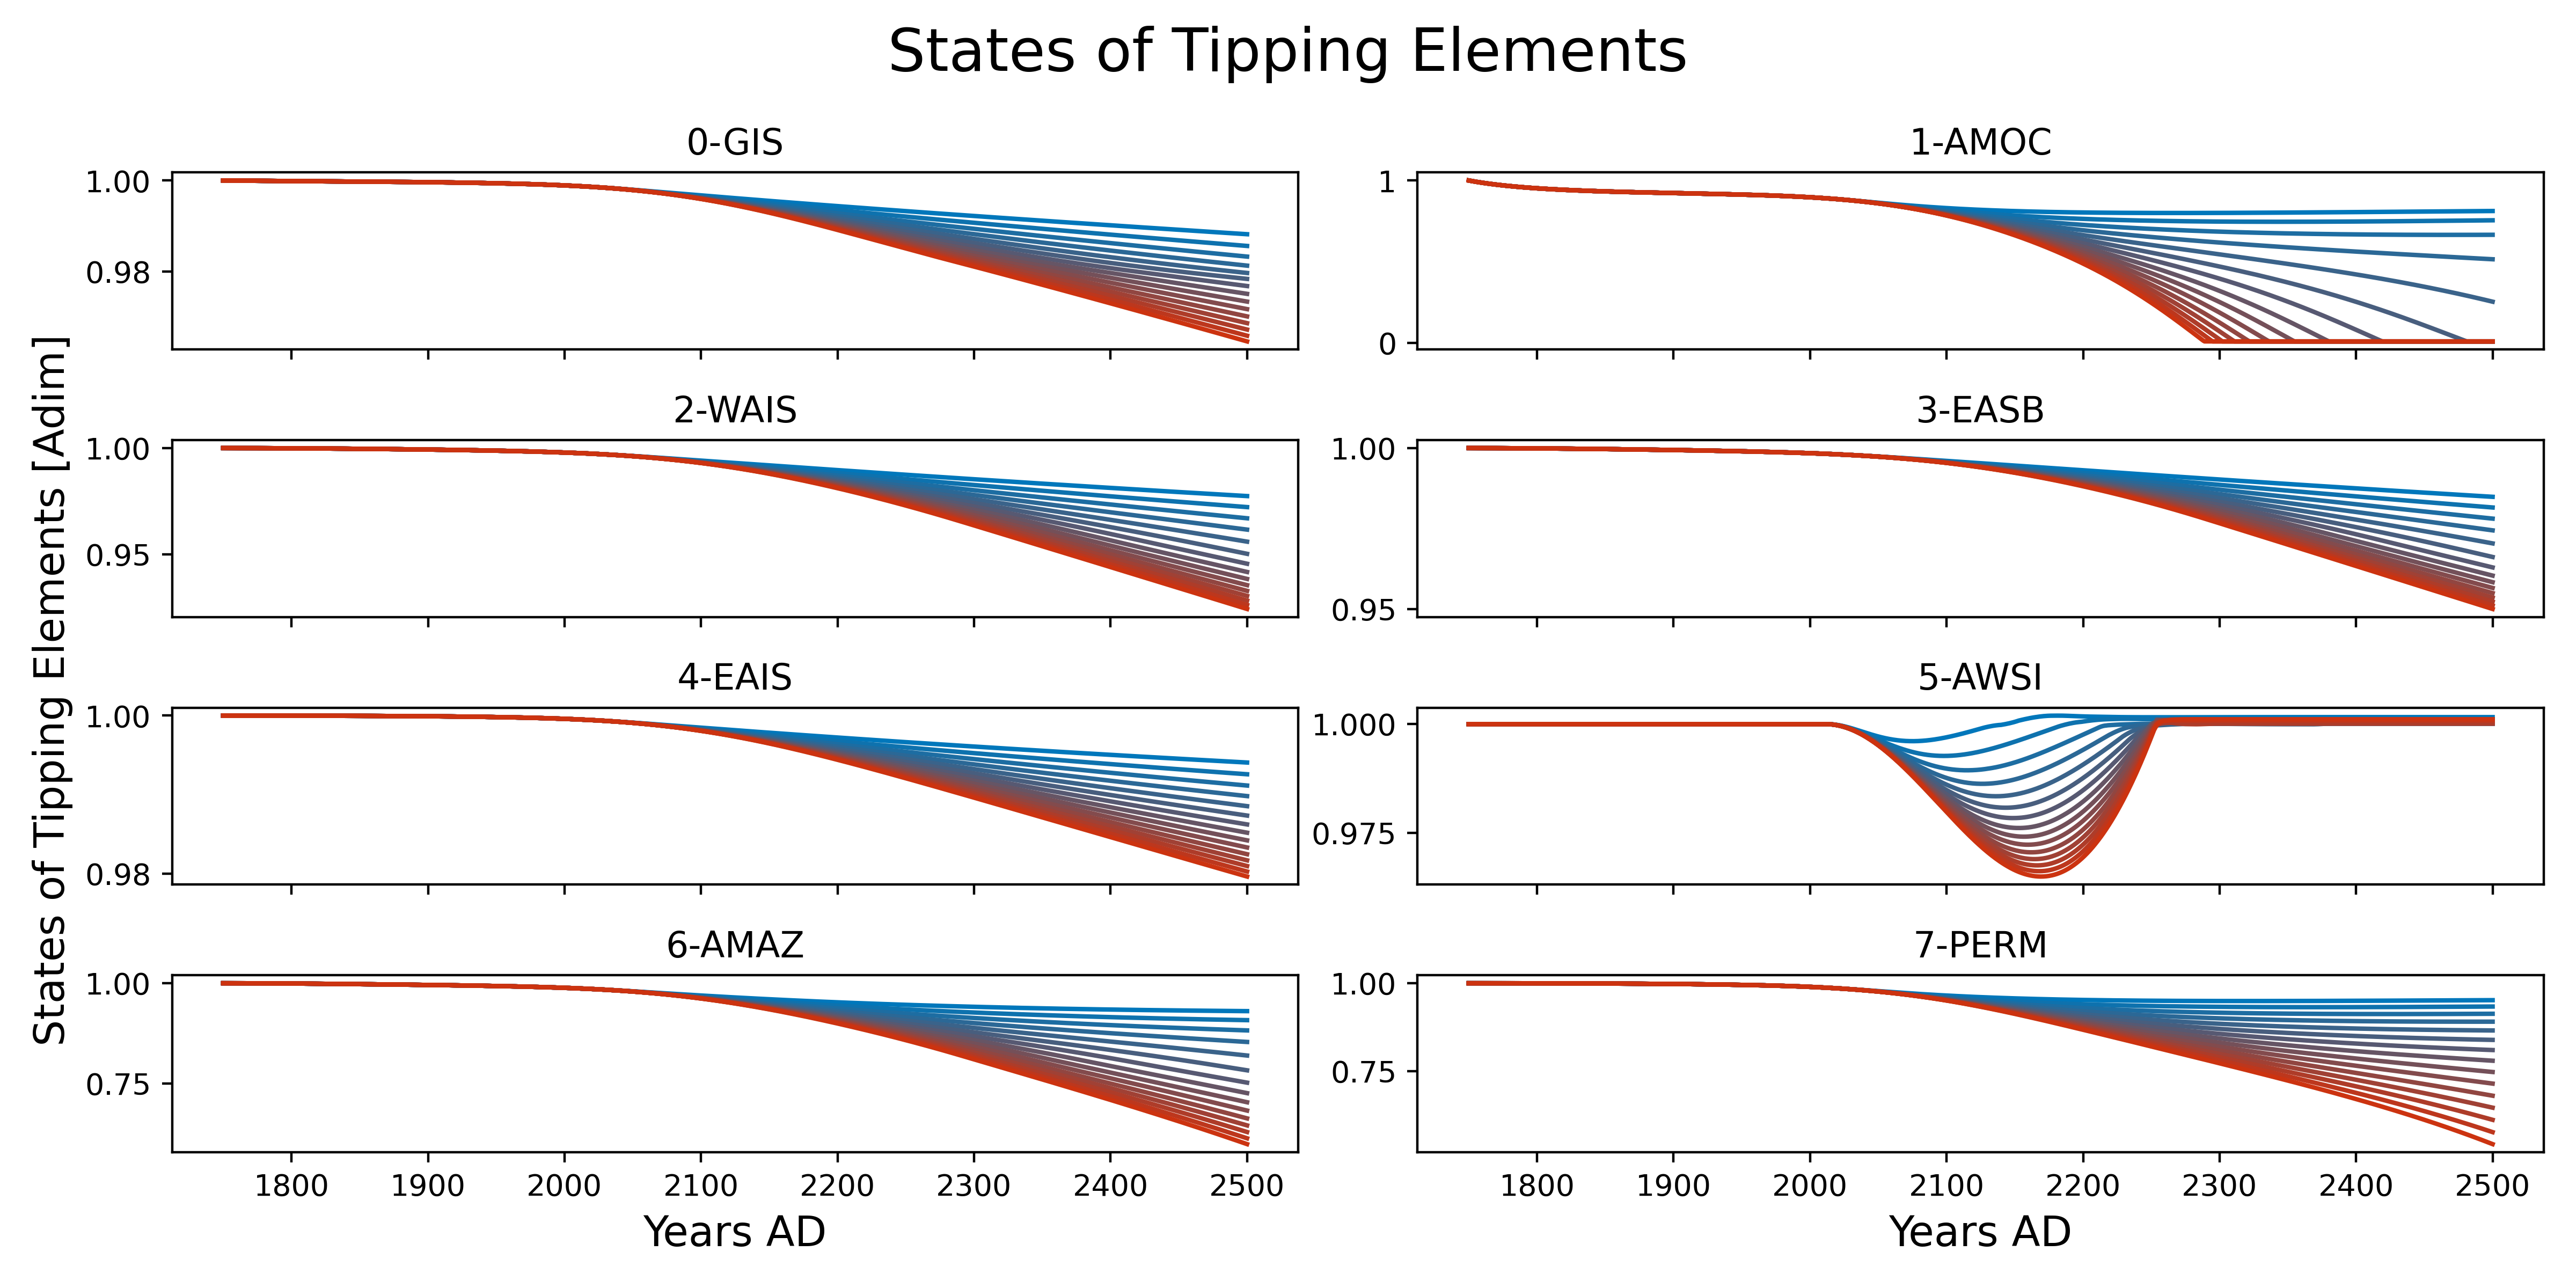 States of Tipping Elements
States of Tipping Elements [Adim]
0-GIS
1.00
0.98
1-AMOC
1
0
2-WAIS
1.00
0.95
3-EASB
1.00
0.95
4-EAIS
1.00
0.98
5-AWSI
1.000
0.975
6-AMAZ
1.00
0.75
1800 1900 2000 2100 2200 2300 2400 2500
Years AD
7-PERM
1.00
0.75
1800 1900 2000 2100 2200 2300 2400 2500
Years AD